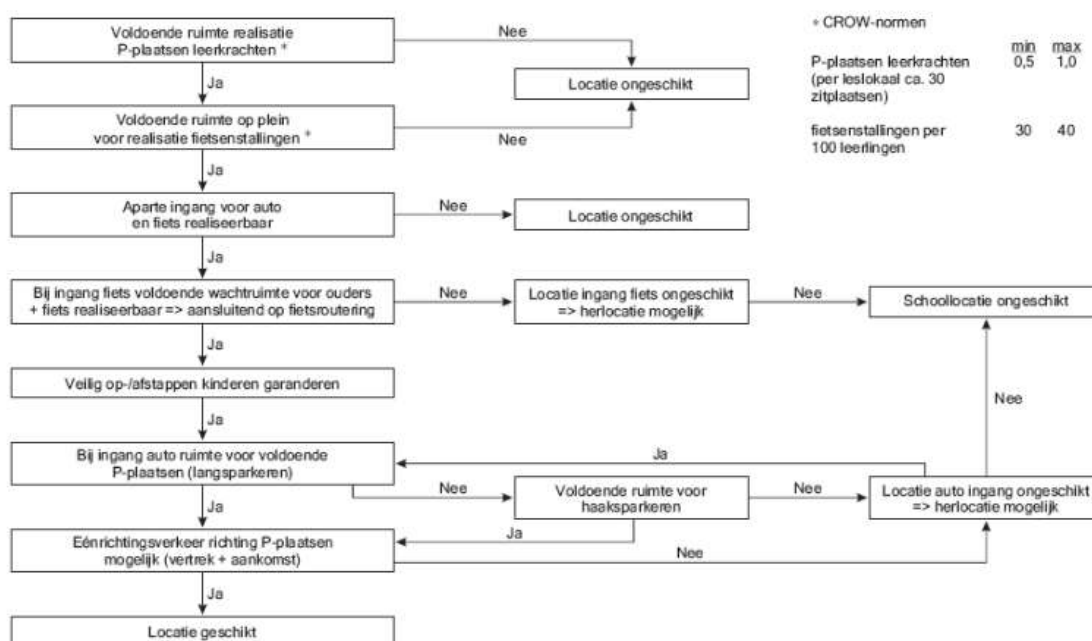 Voldoende ruimte realisatie
P-plaatsen leerkrachten *
Nee
Ja
Locatie ongeschikt
Voldoende ruimte op plein
voor realisatie fietsenstallingen *
Nee
Ja
Aparte ingang voor auto
en fiets realiseerbaar
Nee
Locatie ongeschikt
Ja
Bij ingang fiets voldoende wachtruimte voor ouders
+ fiets realiseerbaar => aansluitend op fietsroutering
Nee
Locatie ingang fiets ongeschikt
=> herlocatie mogelijk
Nee
Schoollocatie ongeschikt
Ja
Veilig op-/afstappen kinderen garanderen
Nee
Ja
Bij ingang auto ruimte voor voldoende
P-plaatsen (langsparkeren)
Ja
Nee
Voldoende ruimte voor
haaksparkeren
Nee
Locatie auto ingang ongeschikt
=> herlocatie mogelijk
Ja
Ja
Eénrichtingsverkeer richting P-plaatsen
mogelijk (vertrek + aankomst)
Nee
Ja
Locatie geschikt
* CROW-normen
min max
P-plaatsen leerkrachten 0,5 1,0
(per leslokaal ca. 30
zitplaatsen)
fietsenstallingen per 30 40
100 leerlingen